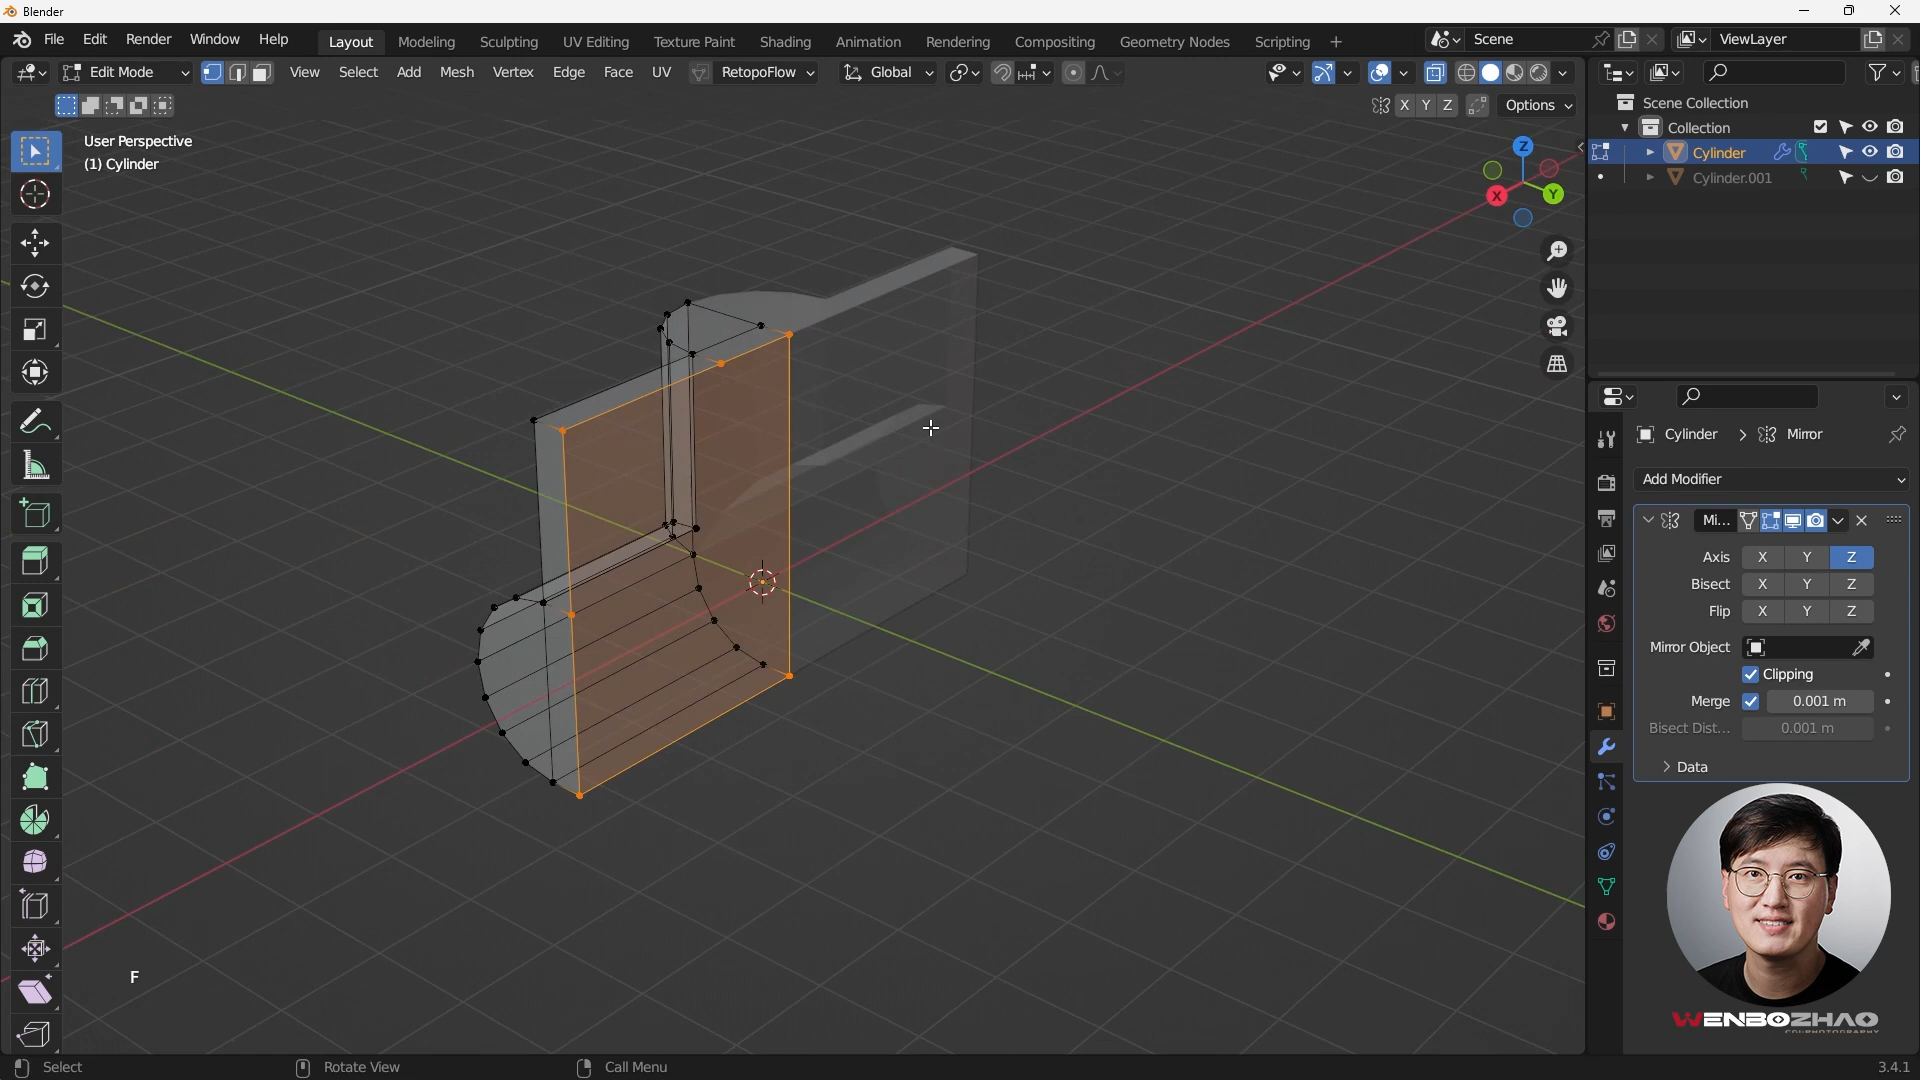 Blender
File Edit Render Window Help Layout Modeling Sculpting UV Editing Texture Paint Shading Animation Rendering Compositing Geometry Nodes Scripting + Scene ViewLayer
Edit Mode View Select Add Mesh Vertex Edge Face UV RetopoFlow Global
X Y Z Options
User Perspective
(1) Cylinder
Z
X
Y
F
Scene Collection
Collection
Cylinder
Cylinder.001
Cylinder > Mirror
Add Modifier
Mi...
Axis X Y Z
Bisect X Y Z
Flip X Y Z
Mirror Object
Clipping
Merge 0.001 m
Bisect Dist... 0.001 m
Data
WENBOZHAO
Select Rotate View Call Menu 3.4.1